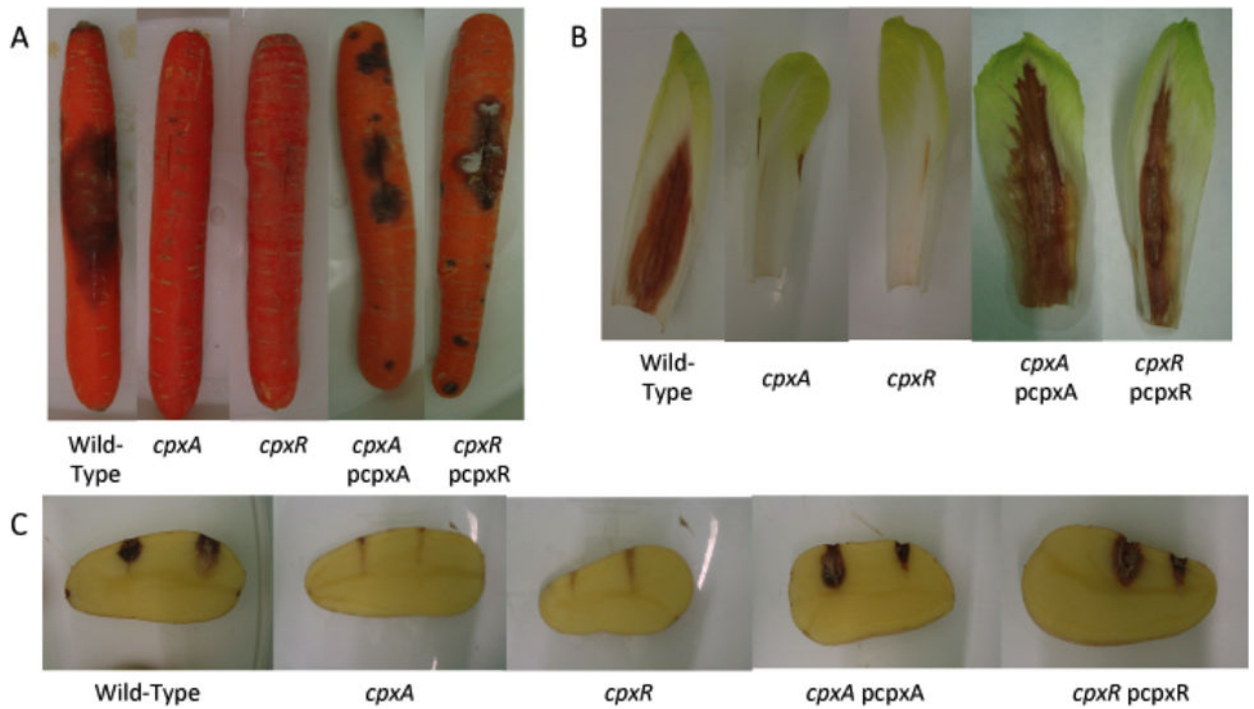 A
Wild-
Type
cpxA
cpxR
cpxA
pcpxA
cpxR
pcpxR
B
Wild-
Type
cpxA
cpxR
cpxA
pcpxA
cpxR
pcpxR
C
Wild-Type
cpxA
cpxR
cpxA pcpxA
cpxR pcpxR